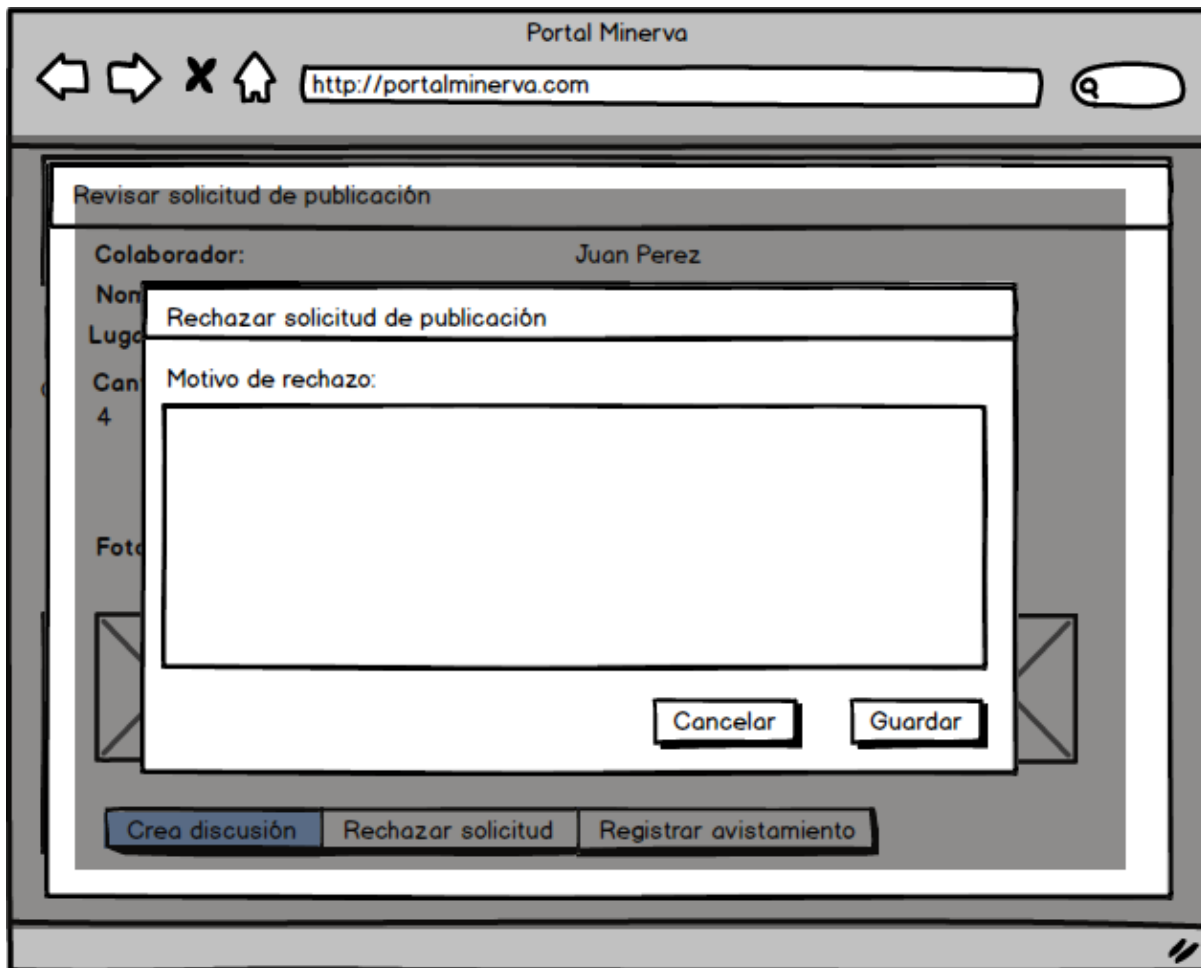 Portal Minerva
http://portalminerva.com
Revisar solicitud de publicación
Colaborador: Juan Perez
Rechazar solicitud de publicación
Motivo de rechazo:
4
Cancelar Guardar
Crea discusión Rechazar solicitud Registrar avistamiento